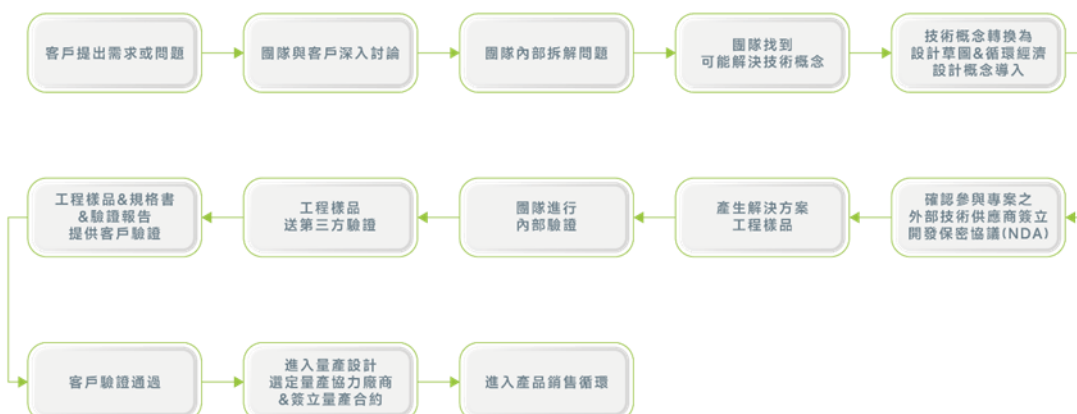 客戶提出需求或問題
團隊與客戶深入討論
團隊內部拆解問題
團隊找到
可能解決技術概念
技術概念轉換為
設計草圖&循環經濟
設計概念導入
確認參與專案之
外部技術供應商簽立
開發保密協議(NDA)
產生解決方案
工程樣品
團隊進行
內部驗證
工程樣品
送第三方驗證
工程樣品&規格書
&驗證報告
提供客戶驗證
客戶驗證通過
進入量產設計
選定量產協力廠商
&簽立量產合約
進入產品銷售循環